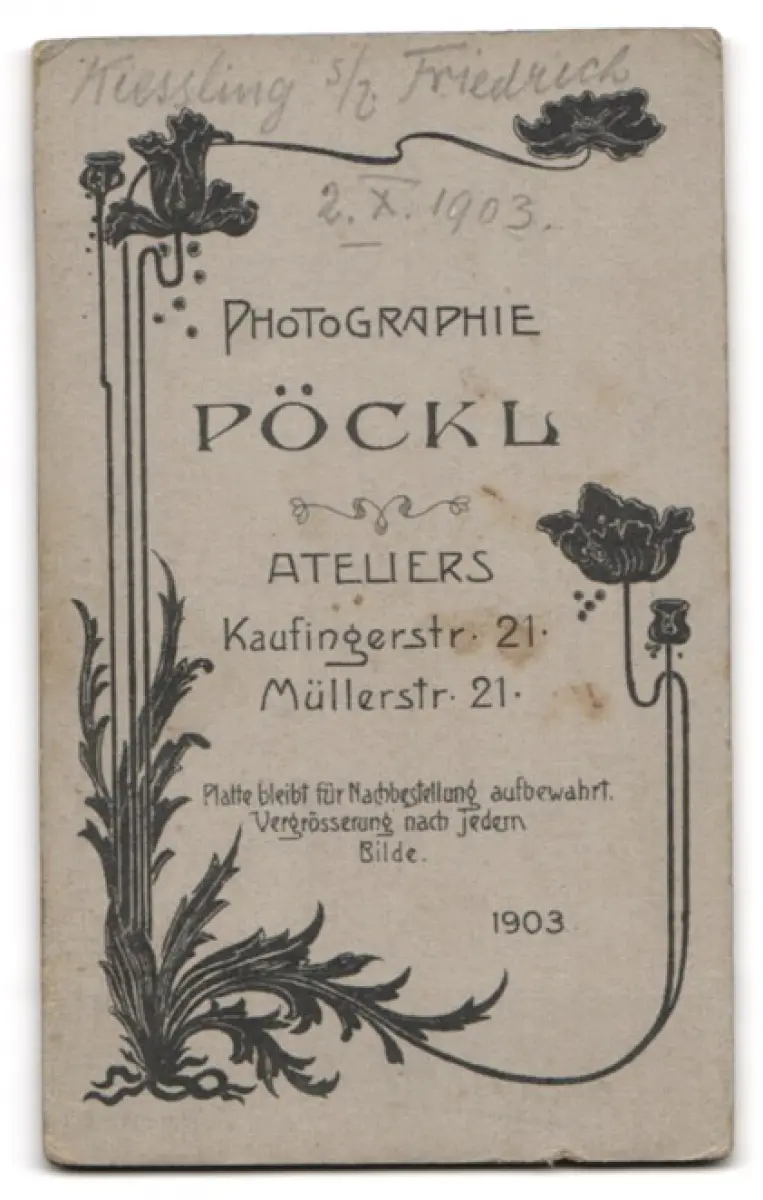 Kiessling s/z. Friedrich
2. X. 1903.
PHOTOGRAPHIE
PÖCKL
ATELIERS
Kaufingerstr. 21.
Müllerstr. 21.
Platte bleibt für Nachbestellung aufbewahrt.
Vergrösserung nach jedem
Bilde.
1903